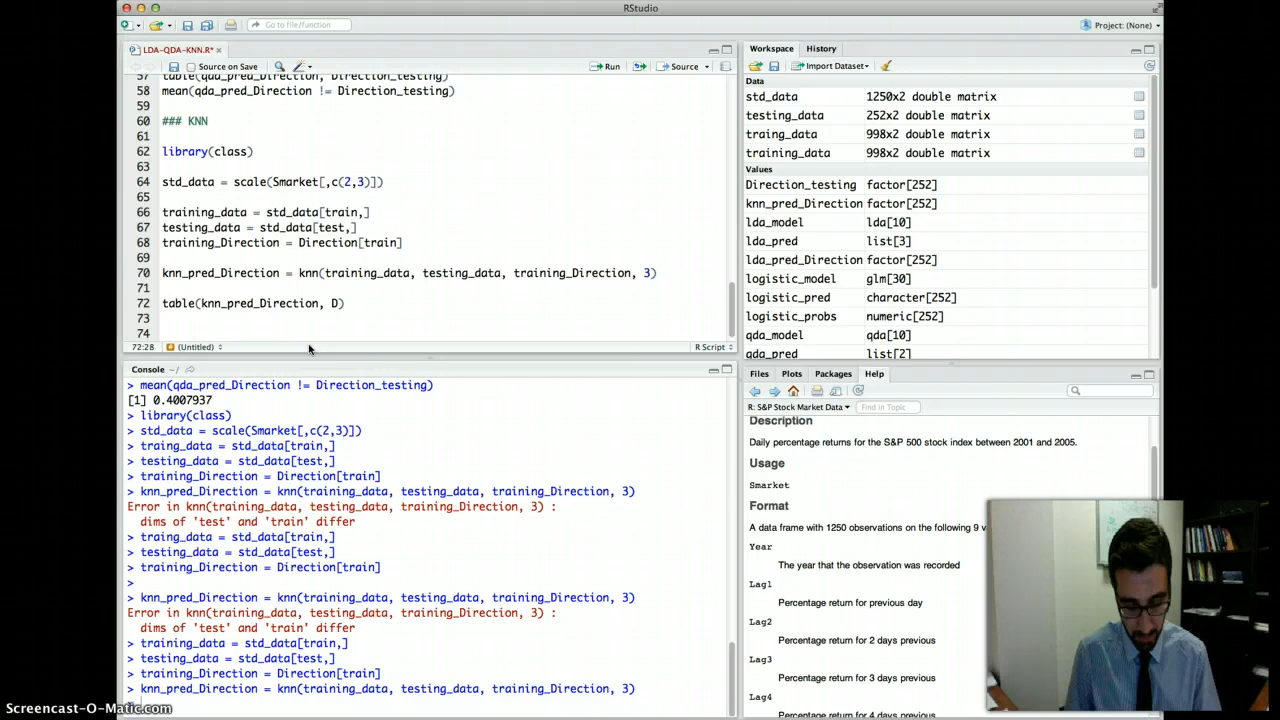 RStudio
Go to file/function
Project: (None)
LDA-QDA-KNN.R*
Source on Save
Run
Source
57 table(qda_pred_Direction, Direction_testing)
58 mean(qda_pred_Direction != Direction_testing)
59
60 ### KNN
61
62 library(class)
63
64 std_data = scale(Smarket[,c(2,3)])
65
66 training_data = std_data[train,]
67 testing_data = std_data[test,]
68 training_Direction = Direction[train]
69
70 knn_pred_Direction = knn(training_data, testing_data, training_Direction, 3)
71
72 table(knn_pred_Direction, D)
73
74
72:28 (Untitled) R Script
Console ~/
> mean(qda_pred_Direction != Direction_testing)
[1] 0.4007937
> library(class)
> std_data = scale(Smarket[,c(2,3)])
> traing_data = std_data[train,]
> testing_data = std_data[test,]
> training_Direction = Direction[train]
> knn_pred_Direction = knn(training_data, testing_data, training_Direction, 3)
Error in knn(training_data, testing_data, training_Direction, 3) :
dims of 'test' and 'train' differ
> traing_data = std_data[train,]
> testing_data = std_data[test,]
> training_Direction = Direction[train]
>
> knn_pred_Direction = knn(training_data, testing_data, training_Direction, 3)
Error in knn(training_data, testing_data, training_Direction, 3) :
dims of 'test' and 'train' differ
> training_data = std_data[train,]
> testing_data = std_data[test,]
> training_Direction = Direction[train]
> knn_pred_Direction = knn(training_data, testing_data, training_Direction, 3)
Workspace History
Import Dataset
Data
std_data 1250x2 double matrix
testing_data 252x2 double matrix
traing_data 998x2 double matrix
training_data 998x2 double matrix
Values
Direction_testing factor[252]
knn_pred_Direction factor[252]
lda_model lda[10]
lda_pred list[3]
lda_pred_Direction factor[252]
logistic_model glm[30]
logistic_pred character[252]
logistic_probs numeric[252]
qda_model qda[10]
qda_pred list[2]
Files Plots Packages Help
R: S&P Stock Market Data Find in Topic
Description
Daily percentage returns for the S&P 500 stock index between 2001 and 2005.
Usage
Smarket
Format
A data frame with 1250 observations on the following 9 v
Year
The year that the observation was recorded
Lag1
Percentage return for previous day
Lag2
Percentage return for 2 days previous
Lag3
Percentage return for 3 days previous
Lag4
Percentage return for 4 days previous
Screencast-O-Matic.com